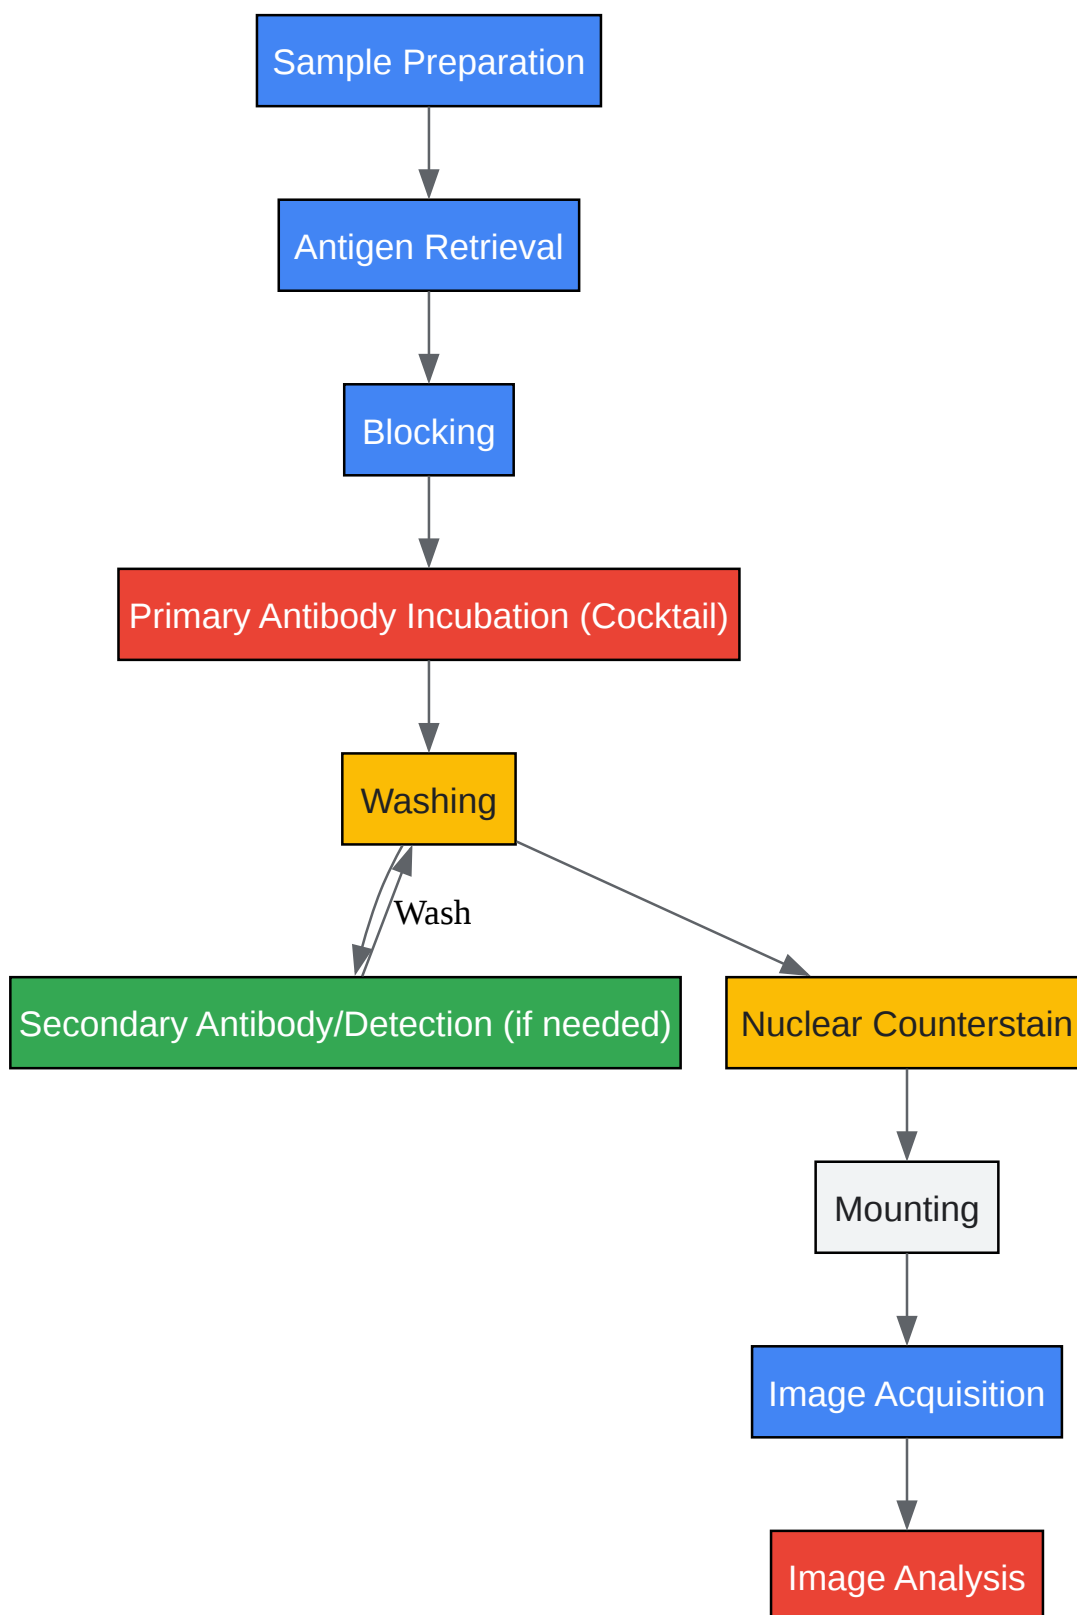 Sample Preparation
Antigen Retrieval
Blocking
Primary Antibody Incubation (Cocktail)
Washing
Wash
Secondary Antibody/Detection (if needed)
Nuclear Counterstain
Mounting
Image Acquisition
Image Analysis